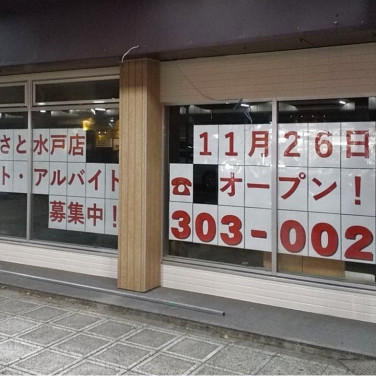 さと水戸店
ト・アルバイト
募集中!
11月26日
☎オープン!
303-002